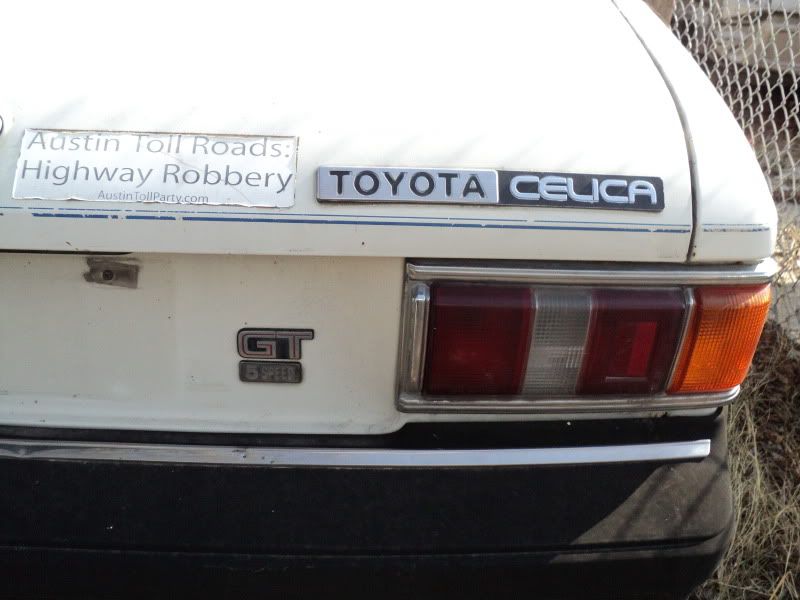 Austin Toll Roads:
Highway Robbery
AustinTollParty.com
TOYOTA CELICA
GT
5 SPEED